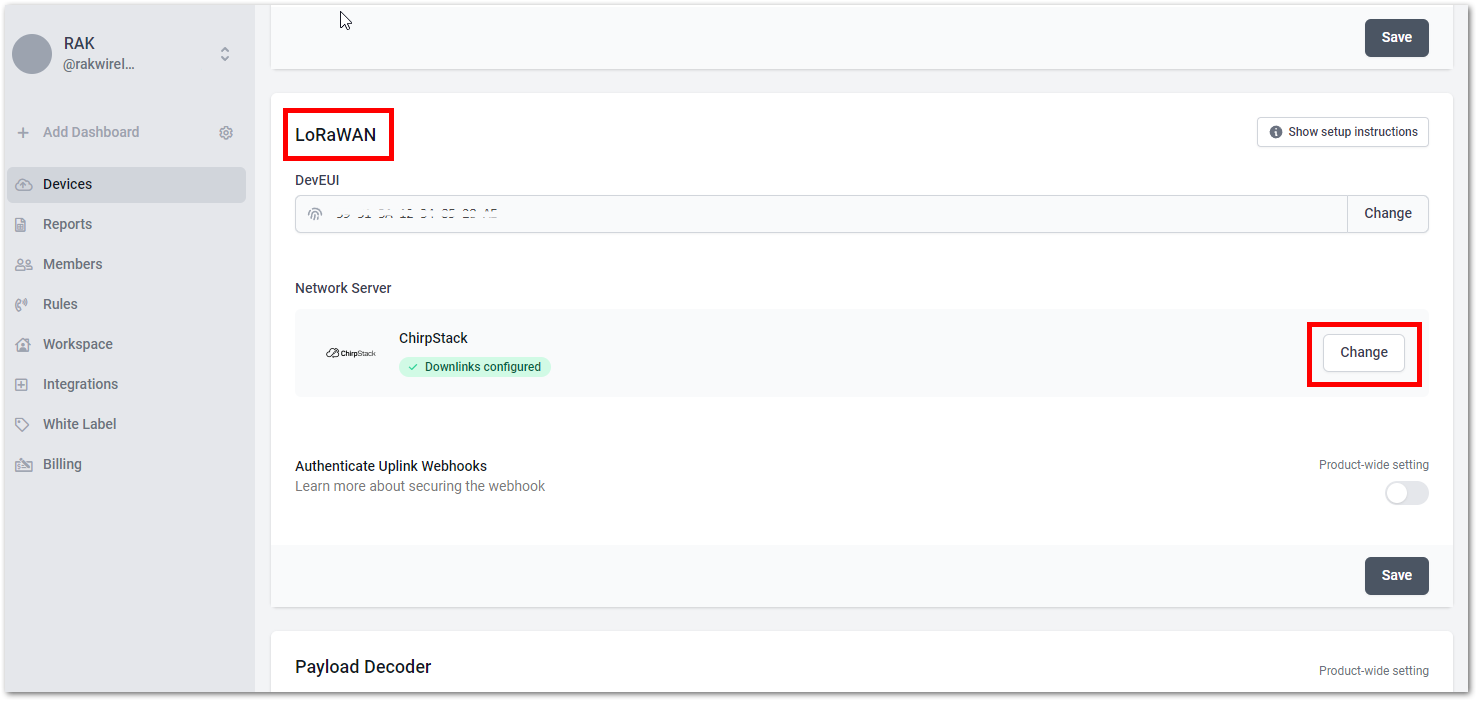 RAK
@rakwirel...
Add Dashboard
Devices
Reports
Members
Rules
Workspace
Integrations
White Label
Billing
Save
LoRaWAN
Show setup instructions
DevEUI
Change
Network Server
ChirpStack
ChirpStack
Downlinks configured
Change
Authenticate Uplink Webhooks
Product-wide setting
Learn more about securing the webhook
Save
Payload Decoder
Product-wide setting